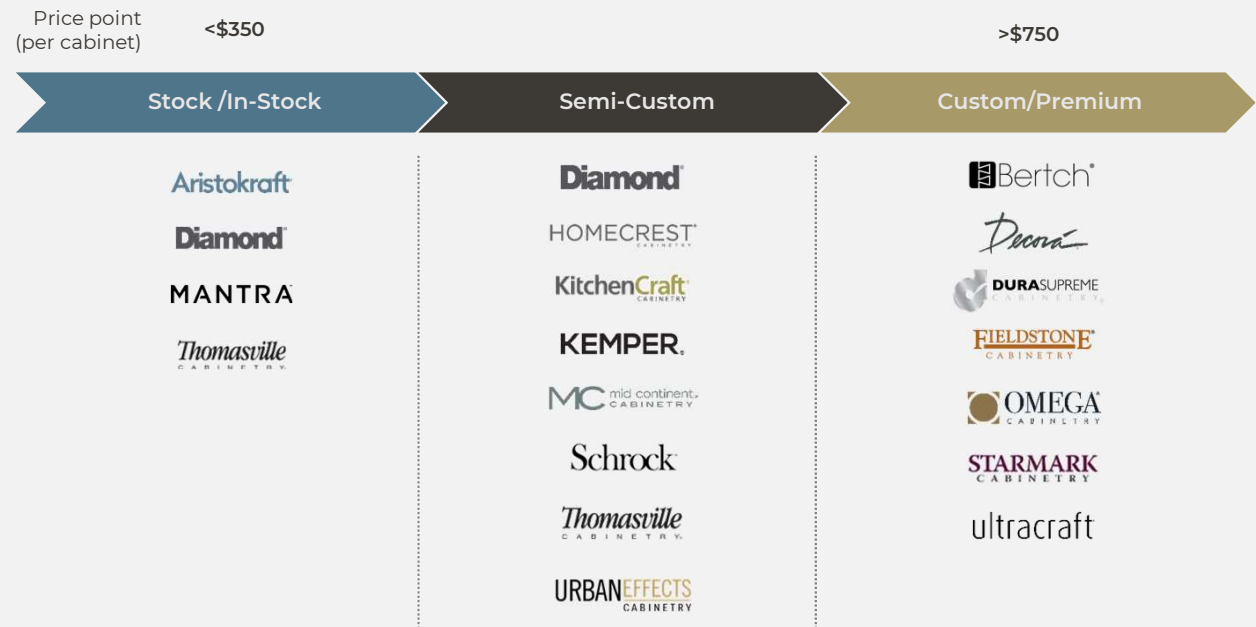 Price point
(per cabinet)
<$350
>$750
Stock /In-Stock
Semi-Custom
Custom/Premium
Aristokraft
Diamond
MANTRA
Thomasville
CABINETRY
Diamond
HOMECREST
CABINETRY
KitchenCraft
CABINETRY
KEMPER
MC mid continent
CABINETRY
Schrock
Thomasville
CABINETRY
URBANEFFECTS
CABINETRY
Bertch
Decorá
DURASUPREME
CABINETRY
FIELDSTONE
CABINETRY
OMEGA
CABINETRY
STARMARK
CABINETRY
ultracraft